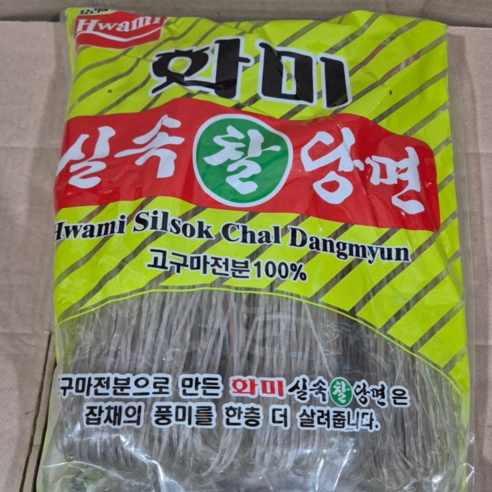 Hwami
화미
실속 찰 당면
Hwami Silsok Chal Dangmyun
고구마전분100%
구마전분으로 만든 화미 실속 찰 당면은
잡채의 풍미를 한층 더 살려줍니다.